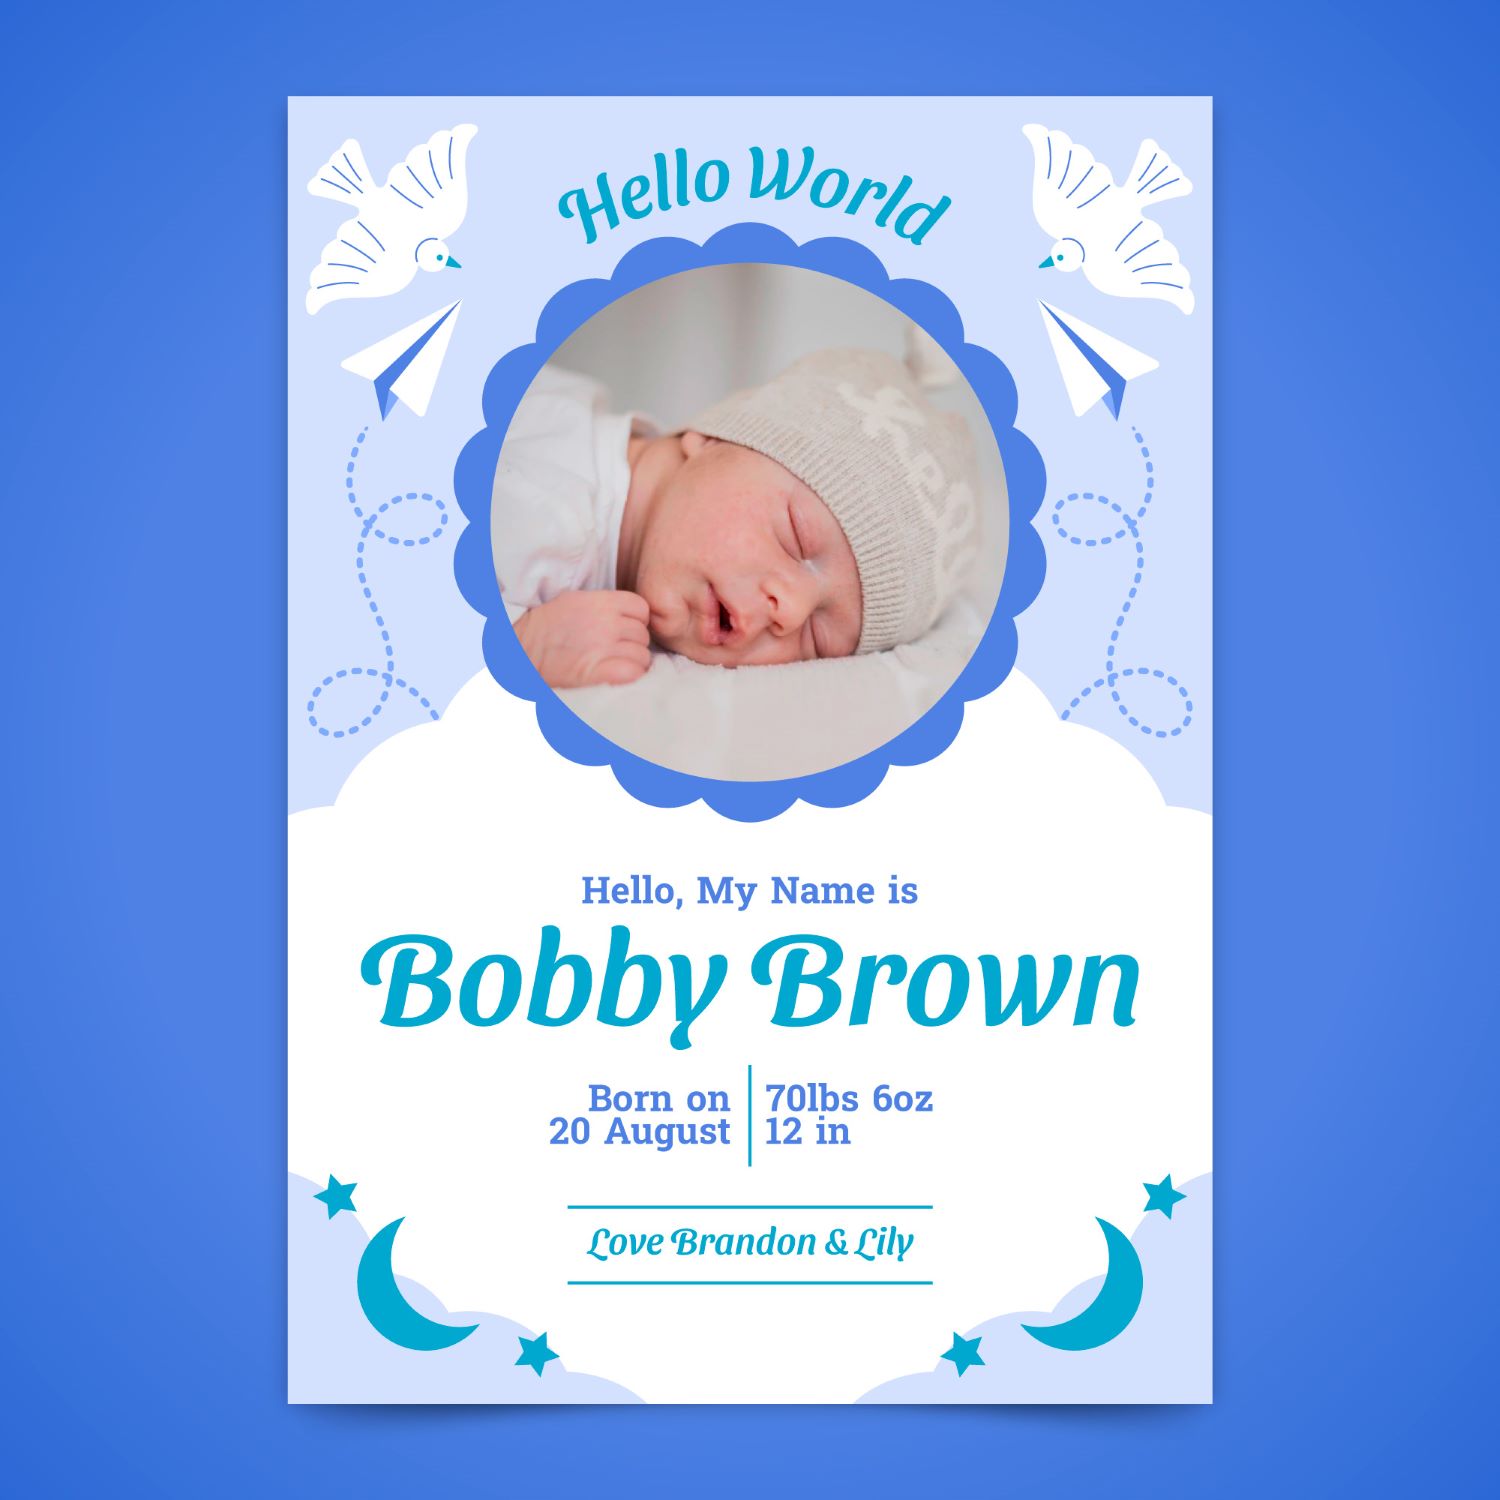 Hello World
Hello, My Name is
Bobby Brown
Born on
20 August
70lbs 6oz
12 in
Love Brandon & Lily